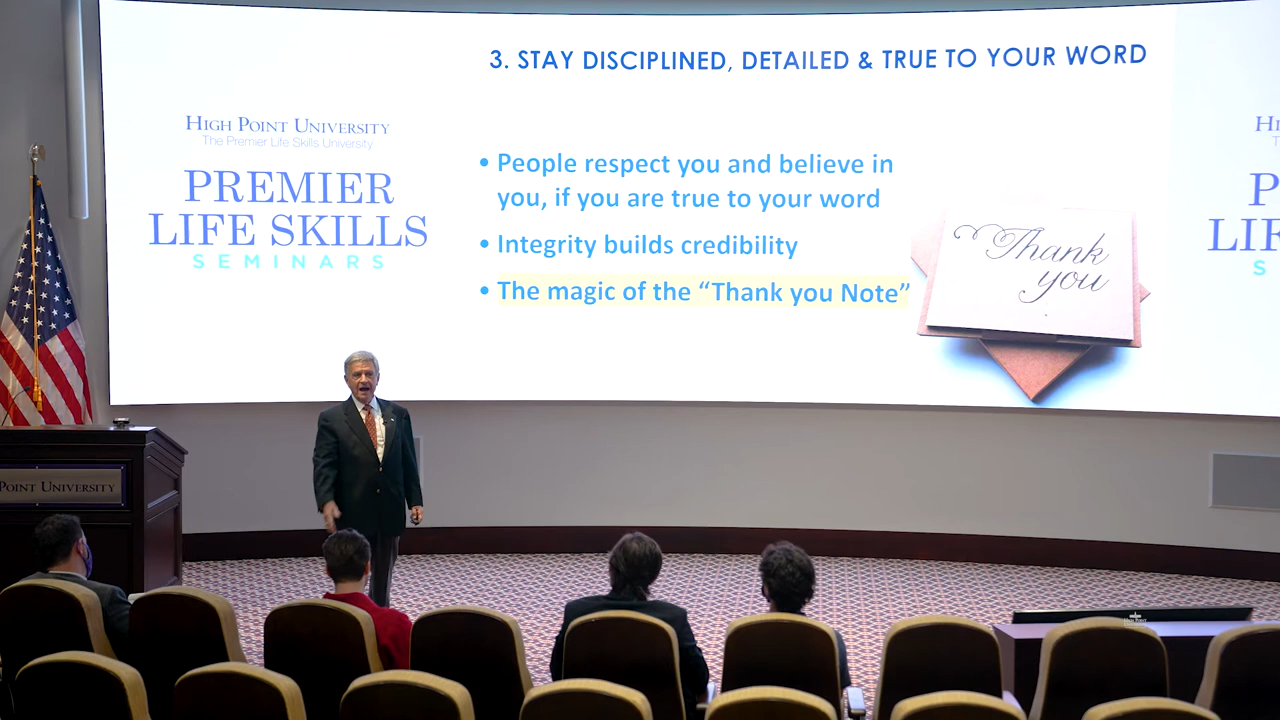 3. STAY DISCIPLINED, DETAILED & TRUE TO YOUR WORD
HIGH POINT UNIVERSITY
The Premier Life Skills University
PREMIER
LIFE SKILLS
SEMINARS
• People respect you and believe in
you, if you are true to your word
• Integrity builds credibility
• The magic of the “Thank you Note”
Thank
you
POINT UNIVERSITY
HIGH POINT